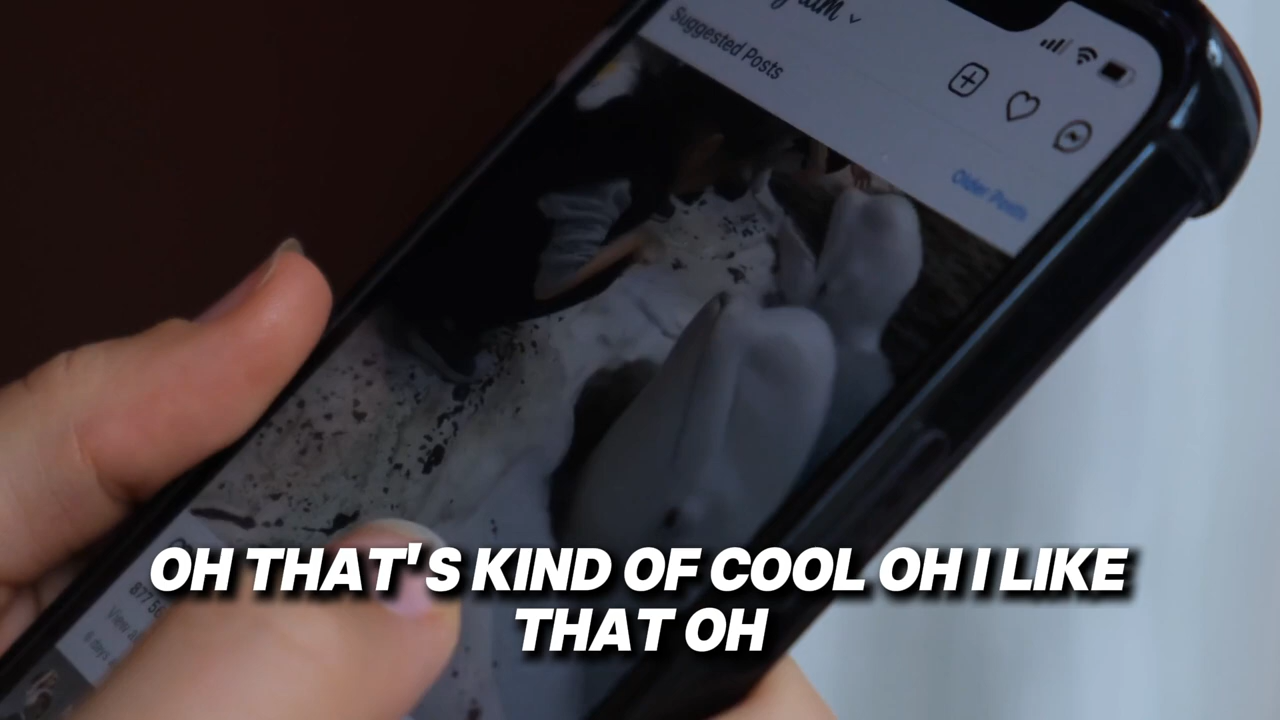 Suggested Posts
Older Posts
OH THAT'S KIND OF COOL OH I LIKE
THAT OH